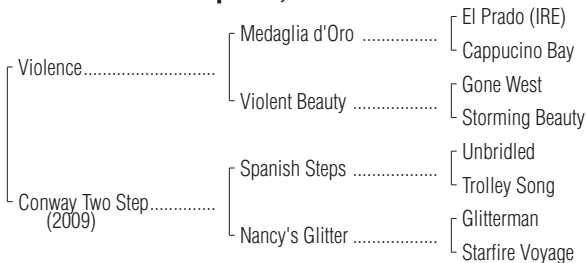 El Prado (IRE)
Medaglia d'Oro ................
Cappucino Bay
Violence............................
Gone West
Violent Beauty ..................
Storming Beauty
Unbridled
Spanish Steps ..................
Trolley Song
Conway Two Step..............
(2009)
Glitterman
Nancy's Glitter ..................
Starfire Voyage